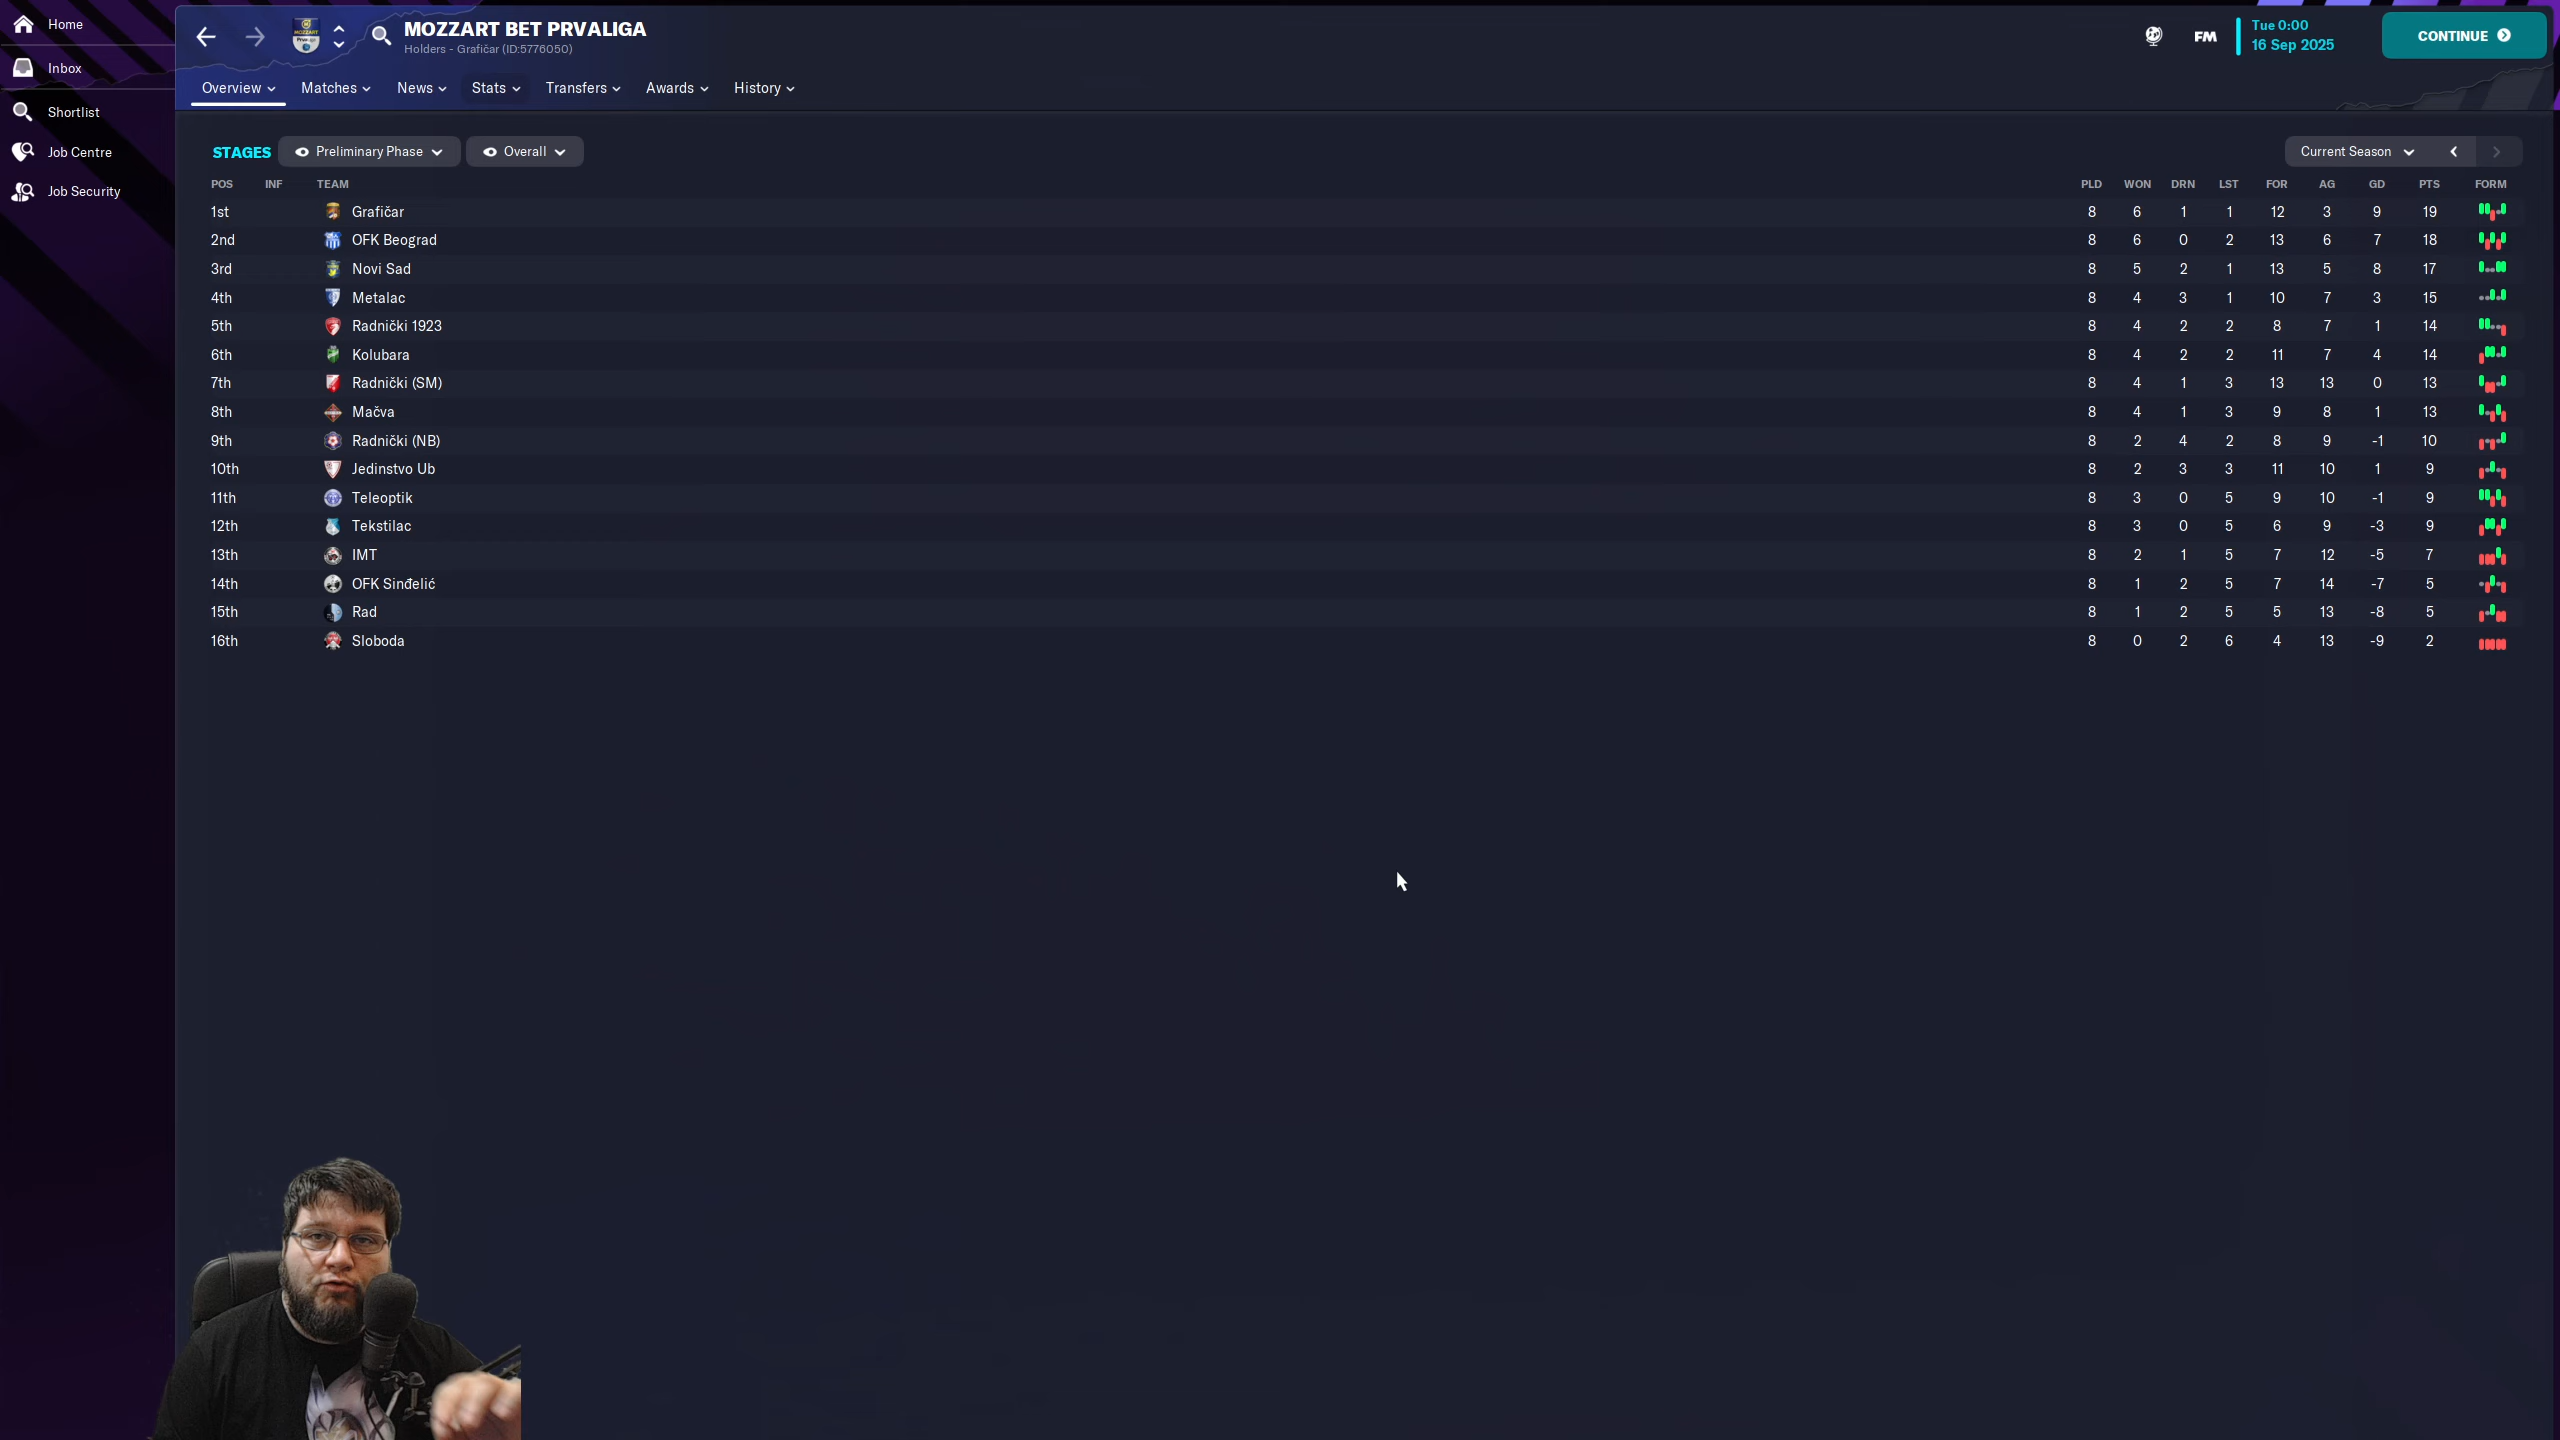 Home
Inbox
Shortlist
Job Centre
Job Security
MOZZART BET PRVALIGA
Holders - Grafičar (ID:5776050)
FM
Tue 0:00
16 Sep 2025
CONTINUE
Overview Matches News Stats Transfers Awards History
STAGES Preliminary Phase Overall Current Season
POS INF TEAM PLD WON DRN LST FOR AG GD PTS FORM
1st Grafičar 8 6 1 1 12 3 9 19
2nd OFK Beograd 8 6 0 2 13 6 7 18
3rd Novi Sad 8 5 2 1 13 5 8 17
4th Metalac 8 4 3 1 10 7 3 15
5th Radnički 1923 8 4 2 2 8 7 1 14
6th Kolubara 8 4 2 2 11 7 4 14
7th Radnički (SM) 8 4 1 3 13 13 0 13
8th Mačva 8 4 1 3 9 8 1 13
9th Radnički (NB) 8 2 4 2 8 9 -1 10
10th Jedinstvo Ub 8 2 3 3 11 10 1 9
11th Teleoptik 8 3 0 5 9 10 -1 9
12th Tekstilac 8 3 0 5 6 9 -3 9
13th IMT 8 2 1 5 7 12 -5 7
14th OFK Sinđelić 8 1 2 5 7 14 -7 5
15th Rad 8 1 2 5 5 13 -8 5
16th Sloboda 8 0 2 6 4 13 -9 2